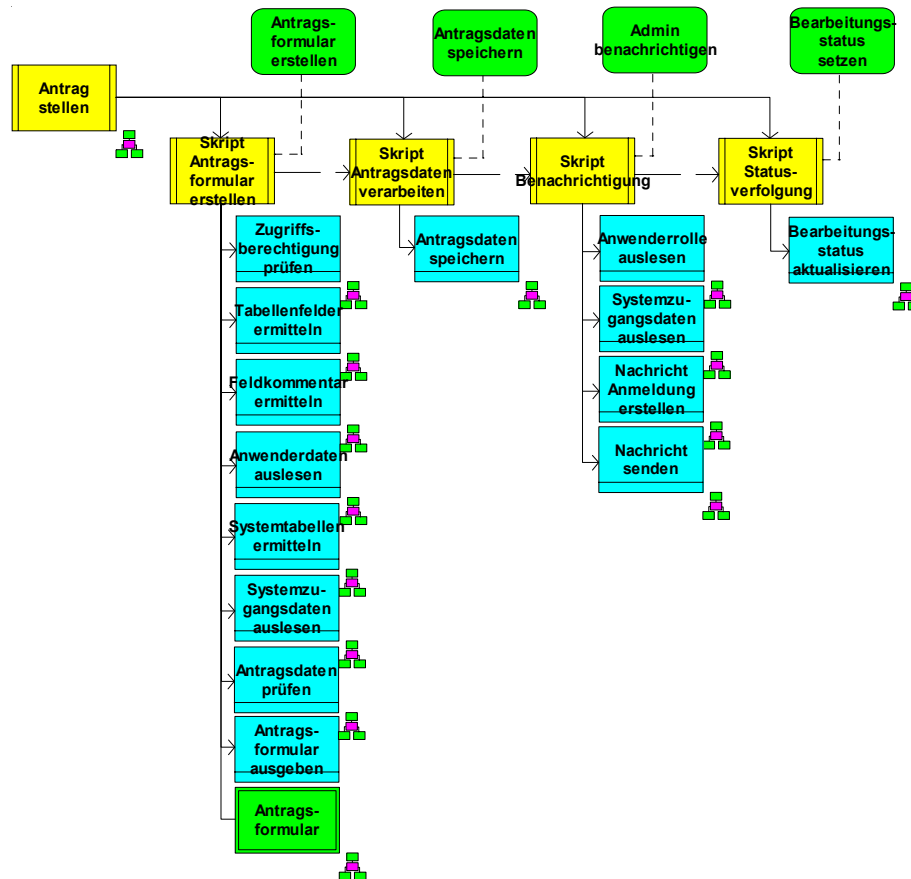 Antrags-
formular
erstellen
Antragsdaten
speichern
Admin
benachrichtigen
Bearbeitungs-
status
setzen
Antrag
stellen
Skript
Antrags-
formular
erstellen
Skript
Antragsdaten
verarbeiten
Skript
Benachrichtigung
Skript
Status-
verfolgung
Zugriffs-
berechtigung
prüfen
Tabellenfelder
ermitteln
Feldkommentar
ermitteln
Anwenderdaten
auslesen
Systemtabellen
ermitteln
Systemzu-
gangsdaten
auslesen
Antragsdaten
prüfen
Antrags-
formular
ausgeben
Antrags-
formular
Antragsdaten
speichern
Anwenderrolle
auslesen
Systemzu-
gangsdaten
auslesen
Nachricht
Anmeldung
erstellen
Nachricht
senden
Bearbeitungs-
status
aktualisieren